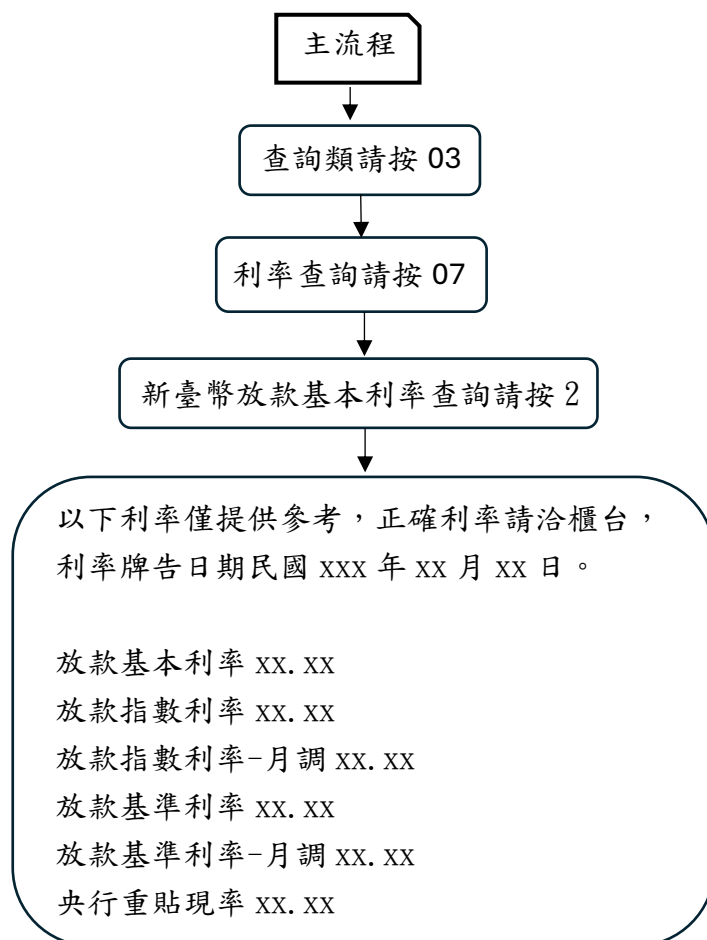 主流程
查詢類請按 03
利率查詢請按 07
新臺幣放款基本利率查詢請按 2
以下利率僅提供參考，正確利率請洽櫃台，
利率牌告日期民國 xxx 年 xx 月 xx 日。
放款基本利率 xx.xx
放款指數利率 xx.xx
放款指數利率-月調 xx.xx
放款基準利率 xx.xx
放款基準利率-月調 xx.xx
央行重貼現率 xx.xx